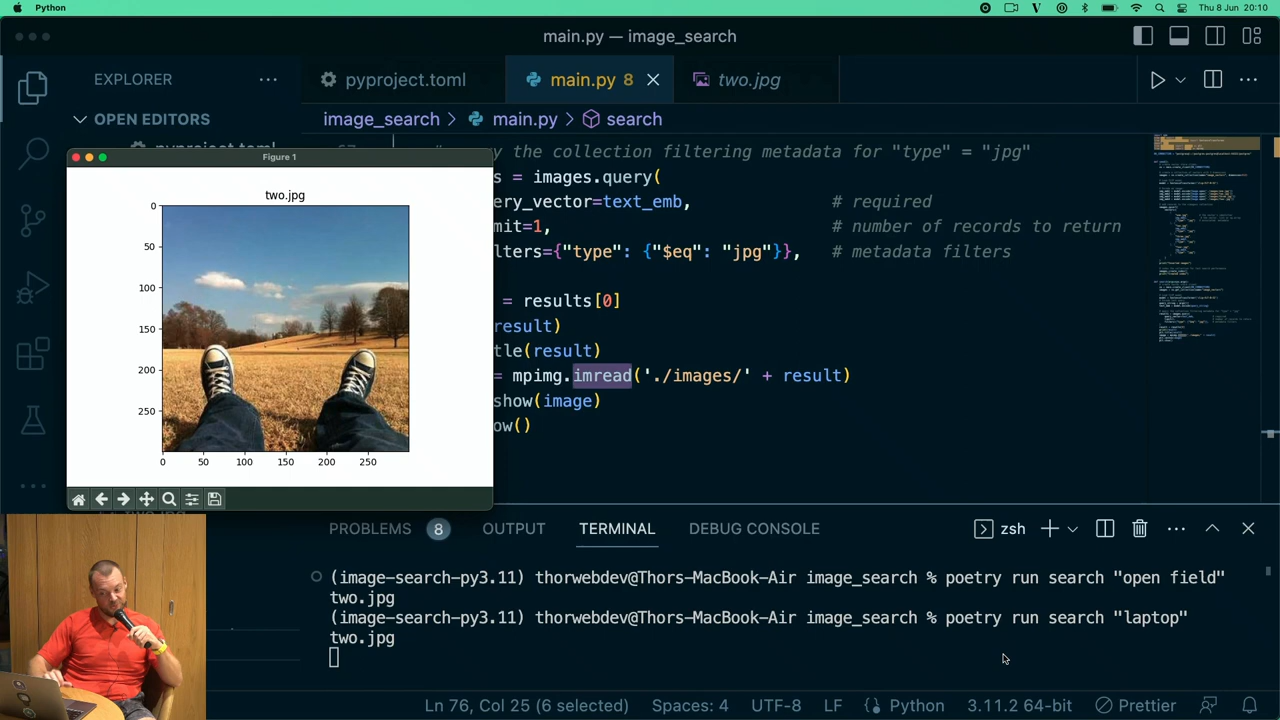 Python
Thu 8 Jun 20:10
main.py — image_search
EXPLORER
pyproject.toml
main.py 8
two.jpg
OPEN EDITORS
image_search > main.py > search
the collection filtering metadata for "type" = "jpg"
s = images.query(
ery_vector=text_emb, # required
mit=1, # number of records to return
lters={"type": {"$eq": "jpg"}}, # metadata filters
= results[0]
result)
tle(result)
= mpimg.imread('./images/' + result)
show(image)
ow()
Figure 1
two.jpg
0
50
100
150
200
250
0 50 100 150 200 250
PROBLEMS 8 OUTPUT TERMINAL DEBUG CONSOLE
zsh
(image-search-py3.11) thorwebdev@Thors-MacBook-Air image_search % poetry run search "open field"
two.jpg
(image-search-py3.11) thorwebdev@Thors-MacBook-Air image_search % poetry run search "laptop"
two.jpg
Ln 76, Col 25 (6 selected) Spaces: 4 UTF-8 LF Python 3.11.2 64-bit Prettier